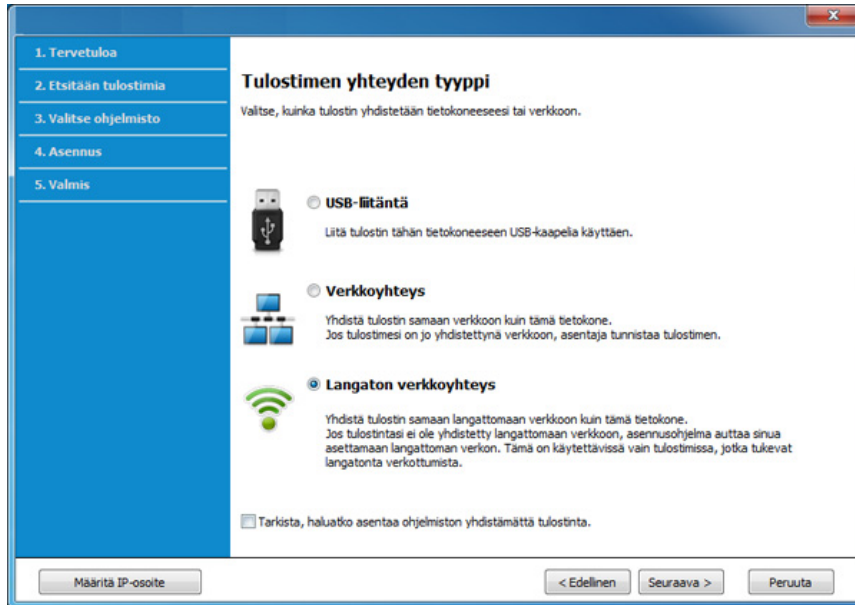 1. Tervetuloa
2. Etsitään tulostimia
3. Valitse ohjelmisto
4. Asennus
5. Valmis
Tulostimen yhteyden tyyppi
Valitse, kuinka tulostin yhdistetään tietokoneeseesi tai verkkoon.
USB-liitäntä
Liitä tulostin tähän tietokoneeseen USB-kaapelia käyttäen.
Verkkoyhteys
Yhdistä tulostin samaan verkkoon kuin tämä tietokone.
Jos tulostimesi on jo yhdistettynä verkkoon, asentaja tunnistaa tulostimen.
Langaton verkkoyhteys
Yhdistä tulostin samaan langattomaan verkkoon kuin tämä tietokone.
Jos tulostintasi ei ole yhdistetty langattomaan verkkoon, asennusohjelma auttaa sinua
asettamaan langattoman verkon. Tämä on käytettävissä vain tulostimissa, jotka tukevat
langatonta verkottumista.
Tarkista, haluatko asentaa ohjelmiston yhdistämättä tulostinta.
Määritä IP-osoite
< Edellinen
Seuraava >
Peruuta